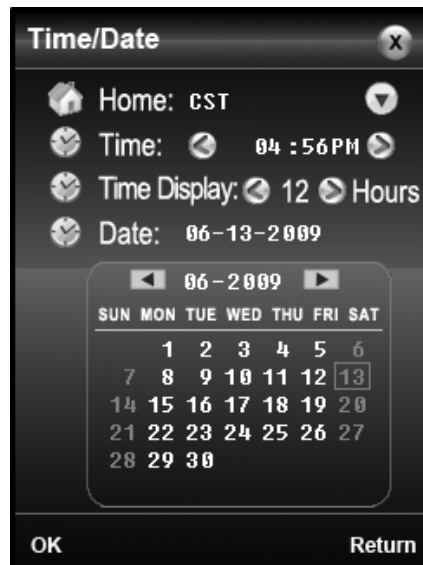 Time/Date X
Home: CST
Time: 04:56PM
Time Display: 12 Hours
Date: 06-13-2009
06-2009
SUN MON TUE WED THU FRI SAT
1 2 3 4 5 6
7 8 9 10 11 12 13
14 15 16 17 18 19 20
21 22 23 24 25 26 27
28 29 30
OK Return